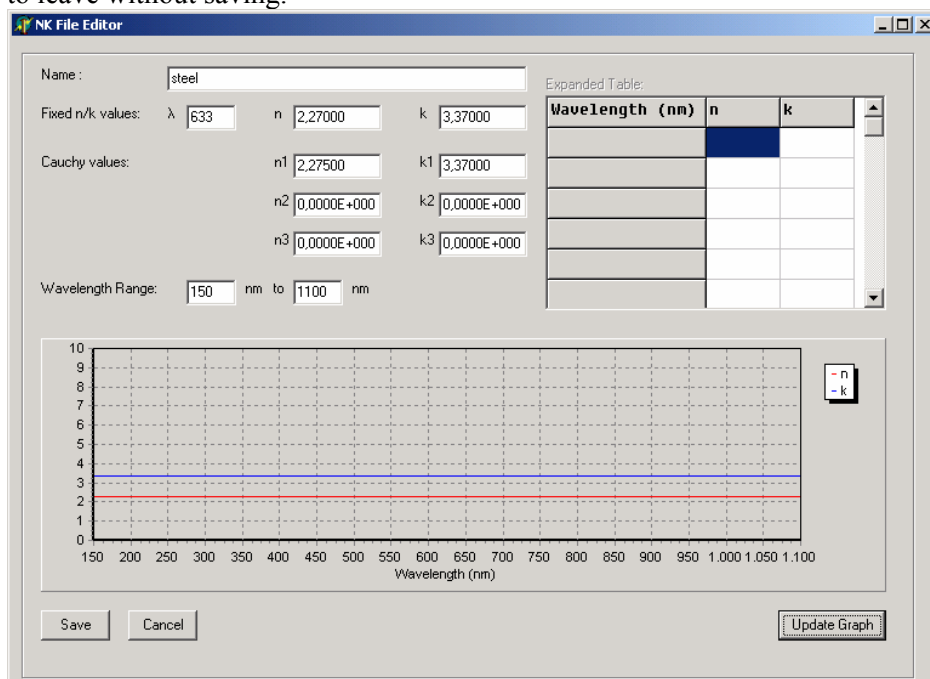 to leave without saving.
NK File Editor
Name : steel
Expanded Table:
Fixed n/k values: λ 633 n 2,27000 k 3,37000
Wavelength (nm) n k
Cauchy values: n1 2,27500 k1 3,37000
n2 0,0000E+000 k2 0,0000E+000
n3 0,0000E+000 k3 0,0000E+000
Wavelength Range: 150 nm to 1100 nm
10
9
8
7
6
5
4
3
2
1
0
n
k
150 200 250 300 350 400 450 500 550 600 650 700 750 800 850 900 950 1.000 1.050 1.100
Wavelength (nm)
Save Cancel Update Graph